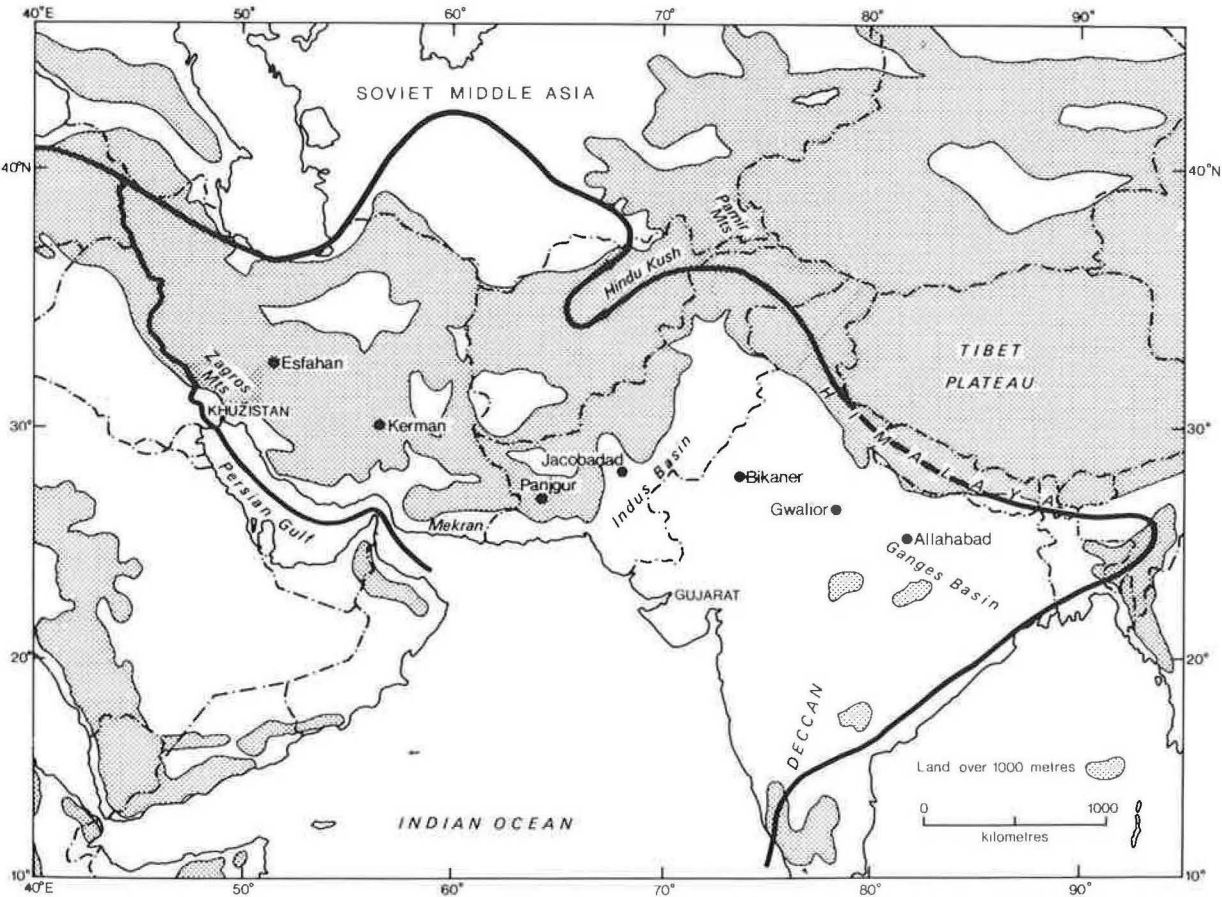 40°E 50° 60° 70° 80° 90°
SOVIET MIDDLE ASIA
40°N 40°N
Pamir
Mts
Hindu Kush
TIBET
PLATEAU
Zagros
Mts
Esfahan
KHUZISTAN
Kerman
HIMALAYA
30° 30°
Jacobadad
Panjgur
Indus Basin
Bikaner
Gwalior
Persian Gulf
Mekran
Allahabad
Ganges Basin
GUJARAT
20° 20°
DECCAN
Land over 1000 metres
0 1000
kilometres
INDIAN OCEAN
10° 10°
40°E 50° 60° 70° 80° 90°